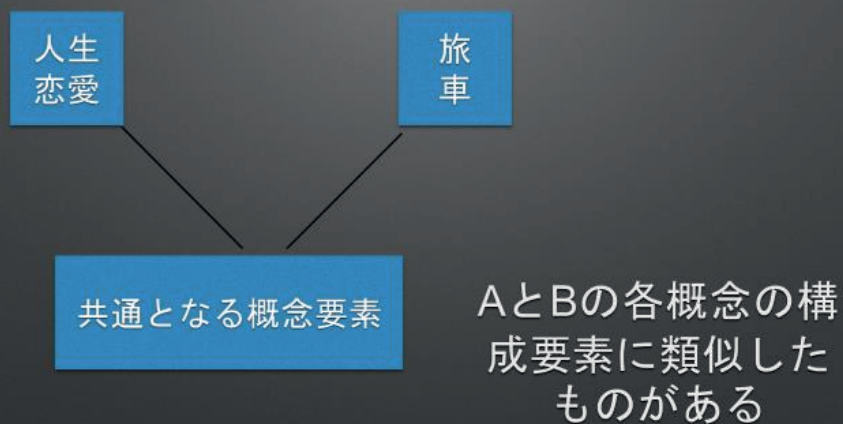 人生
恋愛
旅
車
共通となる概念要素
AとBの各概念の構
成要素に類似した
ものがある